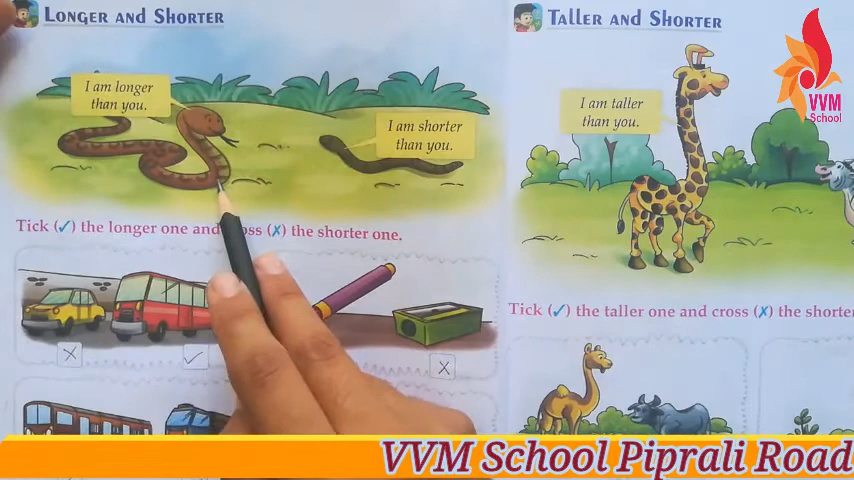 LONGER AND SHORTER
I am longer
than you.
I am shorter
than you.
Tick (✓) the longer one and (✗) the shorter one.
TALLER AND SHORTER
I am taller
than you.
Tick (✓) the taller one and cross (✗) the shorter
VVM
School
VVM School Piprali Road